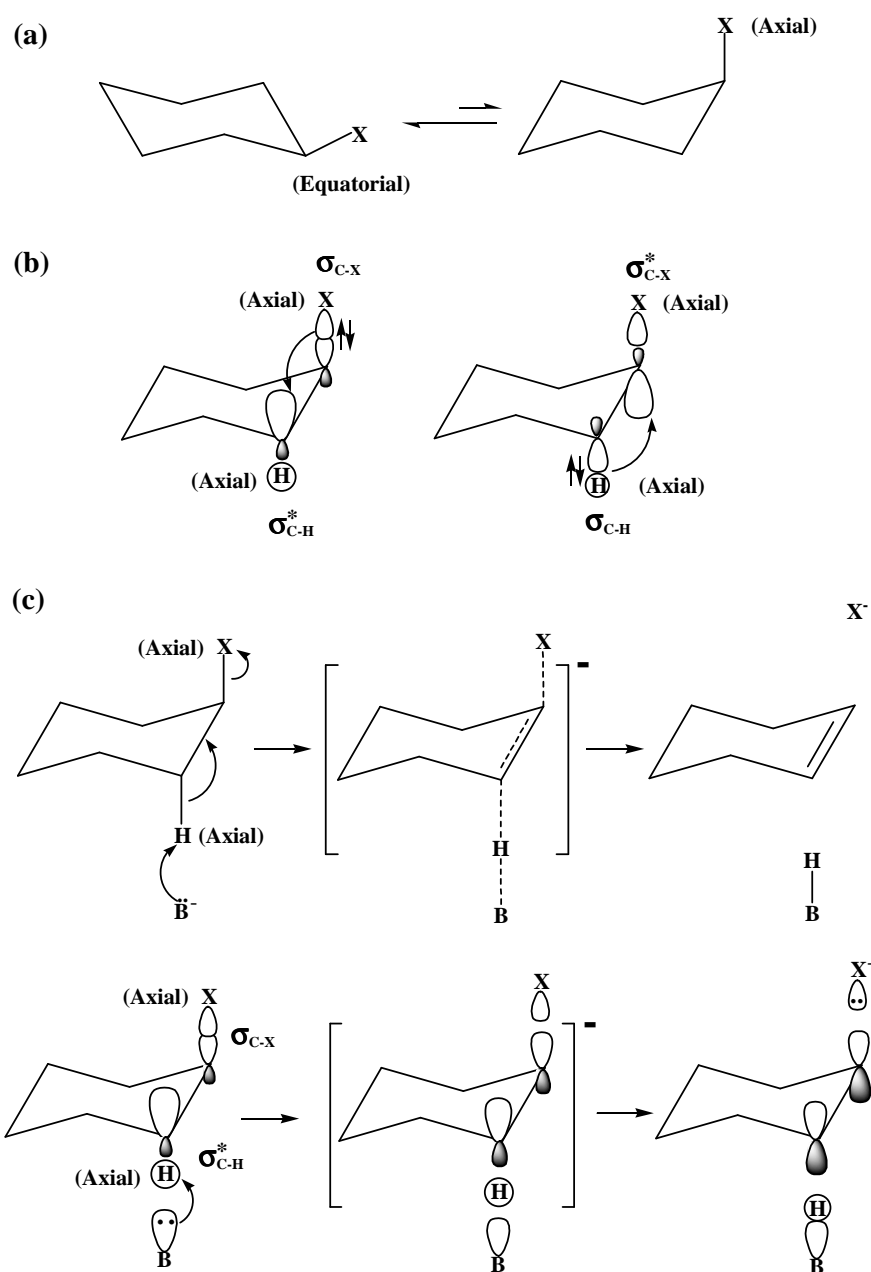 (a)
X (Axial)
X
(Equatorial)
(b)
σC-X
σ*C-X
(Axial) X
X (Axial)
(Axial) H
H (Axial)
σ*C-H
σC-H
(c)
X-
(Axial) X
X
-
H (Axial)
H
H
B̈-
B
B
X-
(Axial) X
X
-
σC-X
σ*C-H
(Axial) H
H
H
B
B
B